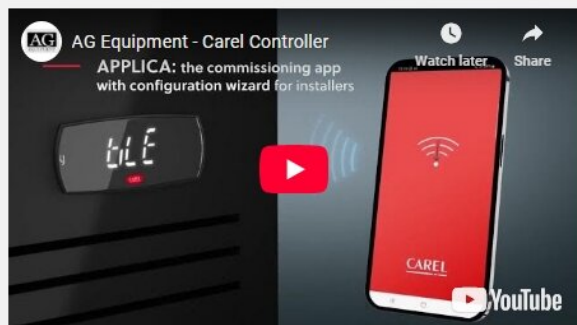 AG
AG Equipment - Carel Controller
Watch later
Share
APPLICA: the commissioning app
with configuration wizard for installers
CAREL
YouTube